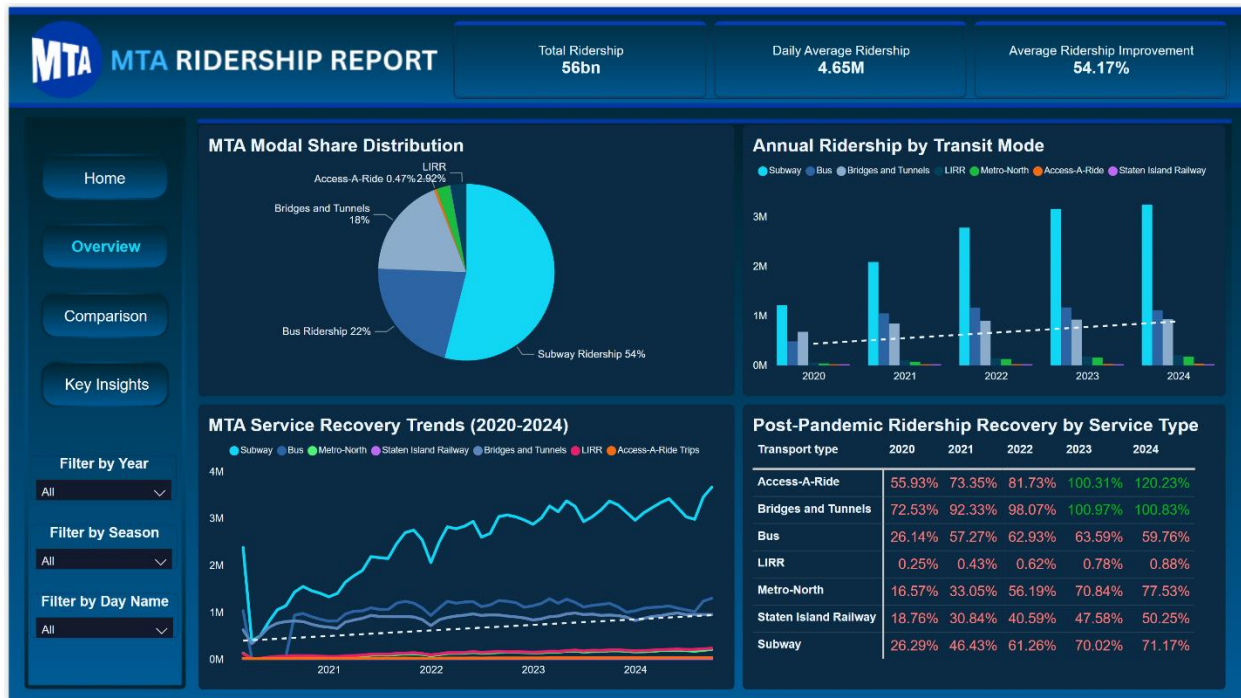 MTA
MTA RIDERSHIP REPORT
Total Ridership
56bn
Daily Average Ridership
4.65M
Average Ridership Improvement
54.17%
Home
Overview
Comparison
Key Insights
Filter by Year
All
Filter by Season
All
Filter by Day Name
All
MTA Modal Share Distribution
LIRR
Access-A-Ride 0.47% 2.92%
Bridges and Tunnels
18%
Bus Ridership 22%
Subway Ridership 54%
Annual Ridership by Transit Mode
Subway Bus Bridges and Tunnels LIRR Metro-North Access-A-Ride Staten Island Railway
3M
2M
1M
0M
2020 2021 2022 2023 2024
MTA Service Recovery Trends (2020-2024)
Subway Bus Metro-North Staten Island Railway Bridges and Tunnels LIRR Access-A-Ride Trips
4M
3M
2M
1M
0M
2021 2022 2023 2024
Post-Pandemic Ridership Recovery by Service Type
Transport type 2020 2021 2022 2023 2024
Access-A-Ride 55.93% 73.35% 81.73% 100.31% 120.23%
Bridges and Tunnels 72.53% 92.33% 98.07% 100.97% 100.83%
Bus 26.14% 57.27% 62.93% 63.59% 59.76%
LIRR 0.25% 0.43% 0.62% 0.78% 0.88%
Metro-North 16.57% 33.05% 56.19% 70.84% 77.53%
Staten Island Railway 18.76% 30.84% 40.59% 47.58% 50.25%
Subway 26.29% 46.43% 61.26% 70.02% 71.17%